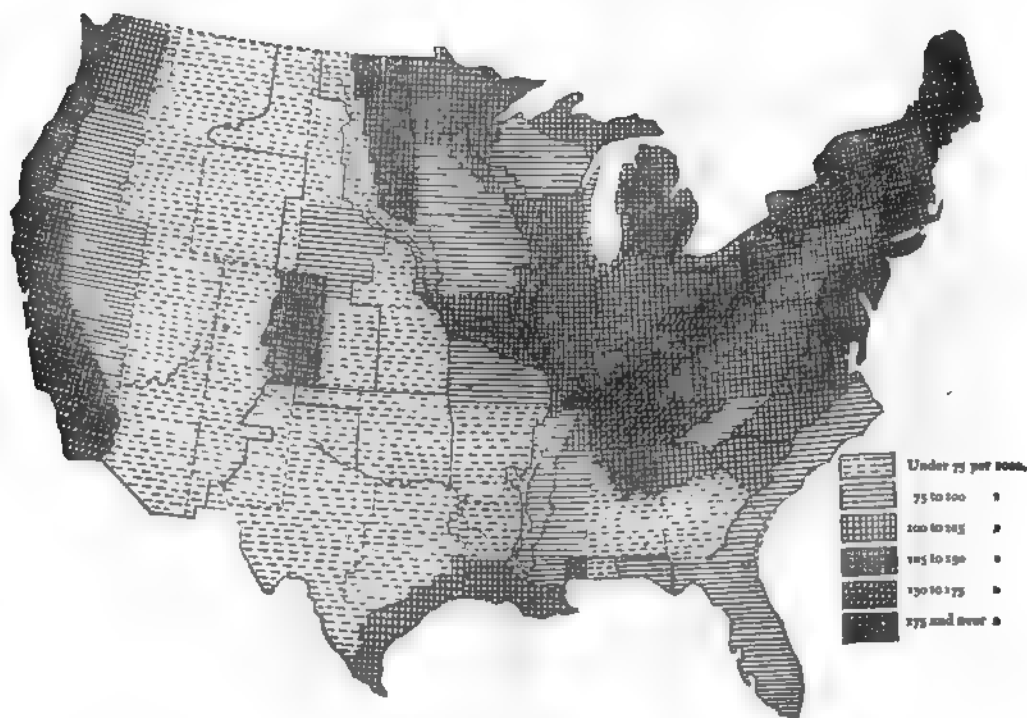 Under 75 per 1000,
75 to 100 "
100 to 125 "
125 to 150 "
150 to 175 "
175 and over "